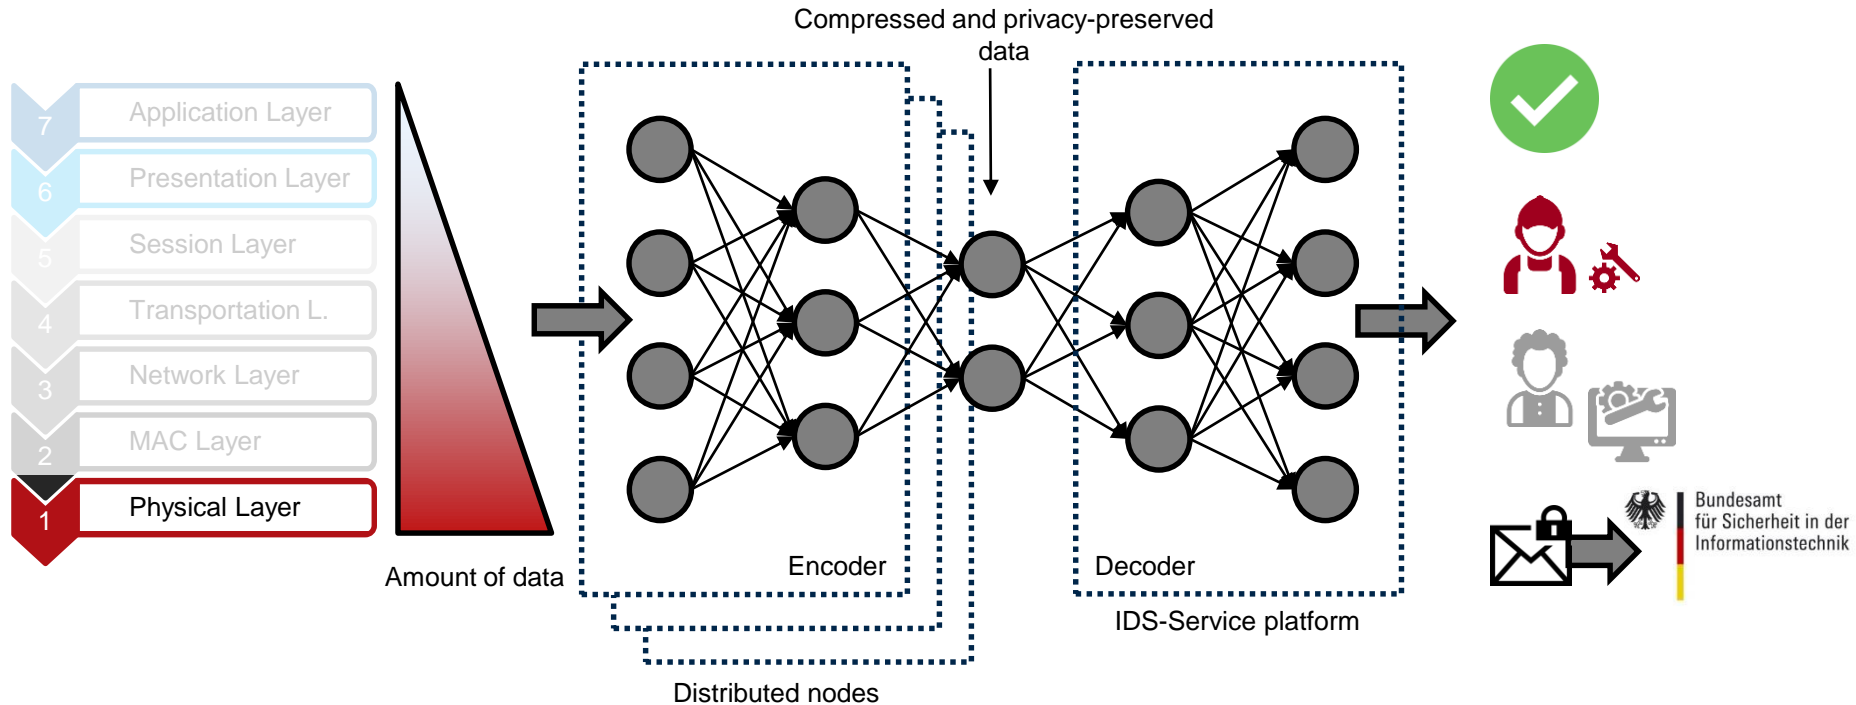 Compressed and privacy-preserved
data
7 Application Layer
6 Presentation Layer
5 Session Layer
4 Transportation L.
3 Network Layer
2 MAC Layer
1 Physical Layer
Amount of data
Encoder
Distributed nodes
Decoder
IDS-Service platform
Bundesamt
für Sicherheit in der
Informationstechnik